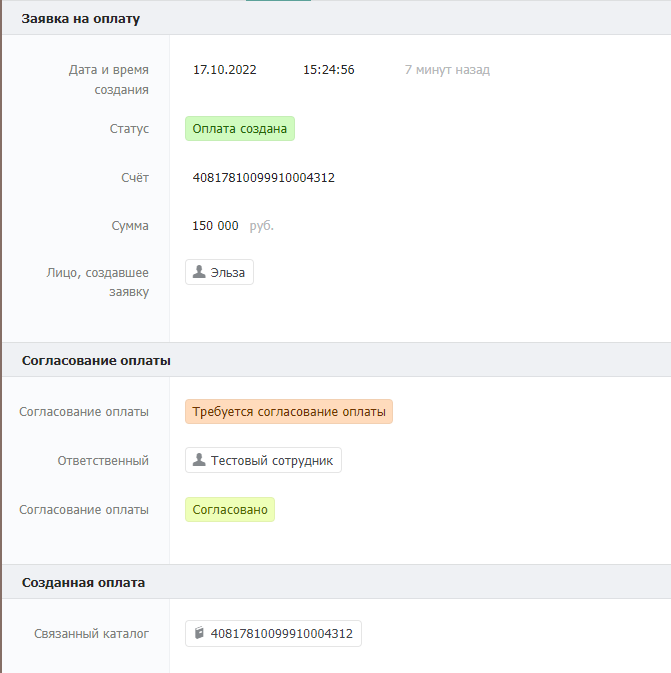 Заявка на оплату
Дата и время
создания
17.10.2022 15:24:56 7 минут назад
Статус Оплата создана
Счёт 40817810099910004312
Сумма 150 000 руб.
Лицо, создавшее
заявку
Эльза
Согласование оплаты
Согласование оплаты Требуется согласование оплаты
Ответственный Тестовый сотрудник
Согласование оплаты Согласовано
Созданная оплата
Связанный каталог 40817810099910004312